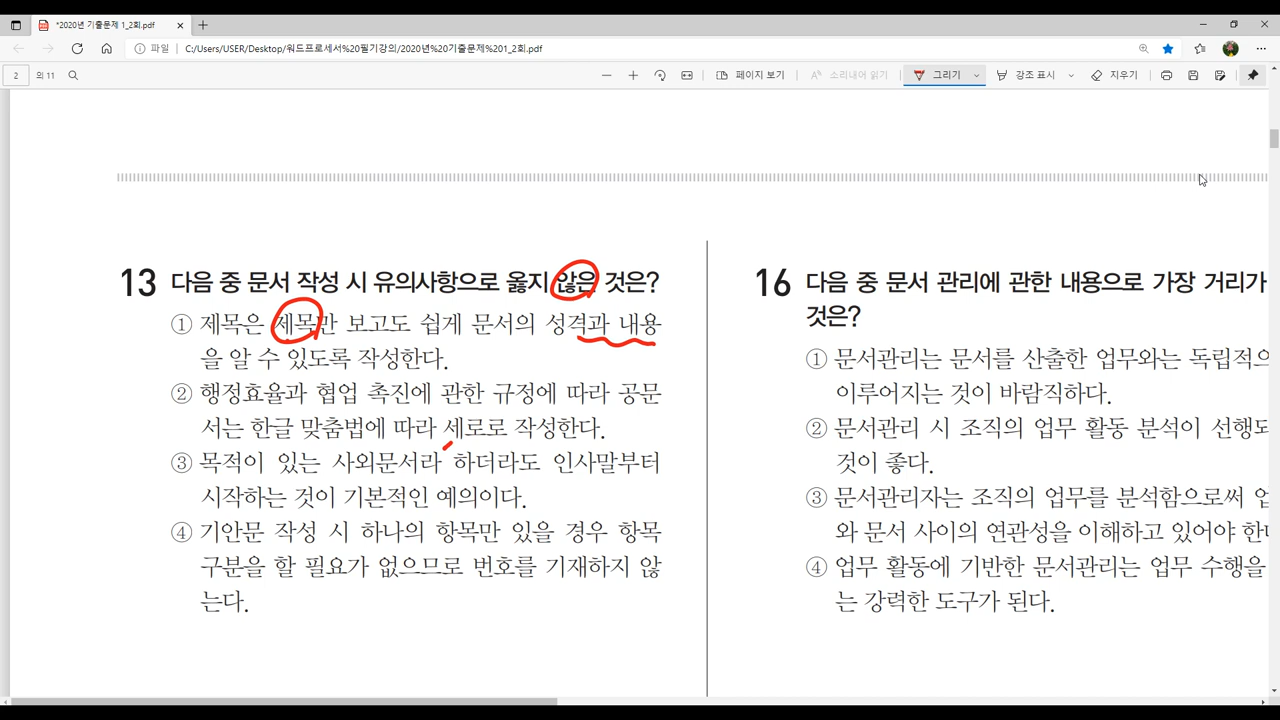 *2020년 기출문제 1_2회.pdf
파일 C:/Users/USER/Desktop/워드프로세서%20필기강의/2020년%20기출문제%201_2회.pdf
2 의 11 페이지 보기 소리내어 읽기 그리기 강조 표시 지우기
13 다음 중 문서 작성 시 유의사항으로 옳지 않은 것은?
① 제목은 제목만 보고도 쉽게 문서의 성격과 내용
을 알 수 있도록 작성한다.
② 행정효율과 협업 촉진에 관한 규정에 따라 공문
서는 한글 맞춤법에 따라 세로로 작성한다.
③ 목적이 있는 사외문서라 하더라도 인사말부터
시작하는 것이 기본적인 예의이다.
④ 기안문 작성 시 하나의 항목만 있을 경우 항목
구분을 할 필요가 없으므로 번호를 기재하지 않
는다.
16 다음 중 문서 관리에 관한 내용으로 가장 거리가
것은?
① 문서관리는 문서를 산출한 업무와는 독립적으
이루어지는 것이 바람직하다.
② 문서관리 시 조직의 업무 활동 분석이 선행되
것이 좋다.
③ 문서관리자는 조직의 업무를 분석함으로써 업
와 문서 사이의 연관성을 이해하고 있어야 한다
④ 업무 활동에 기반한 문서관리는 업무 수행을
는 강력한 도구가 된다.